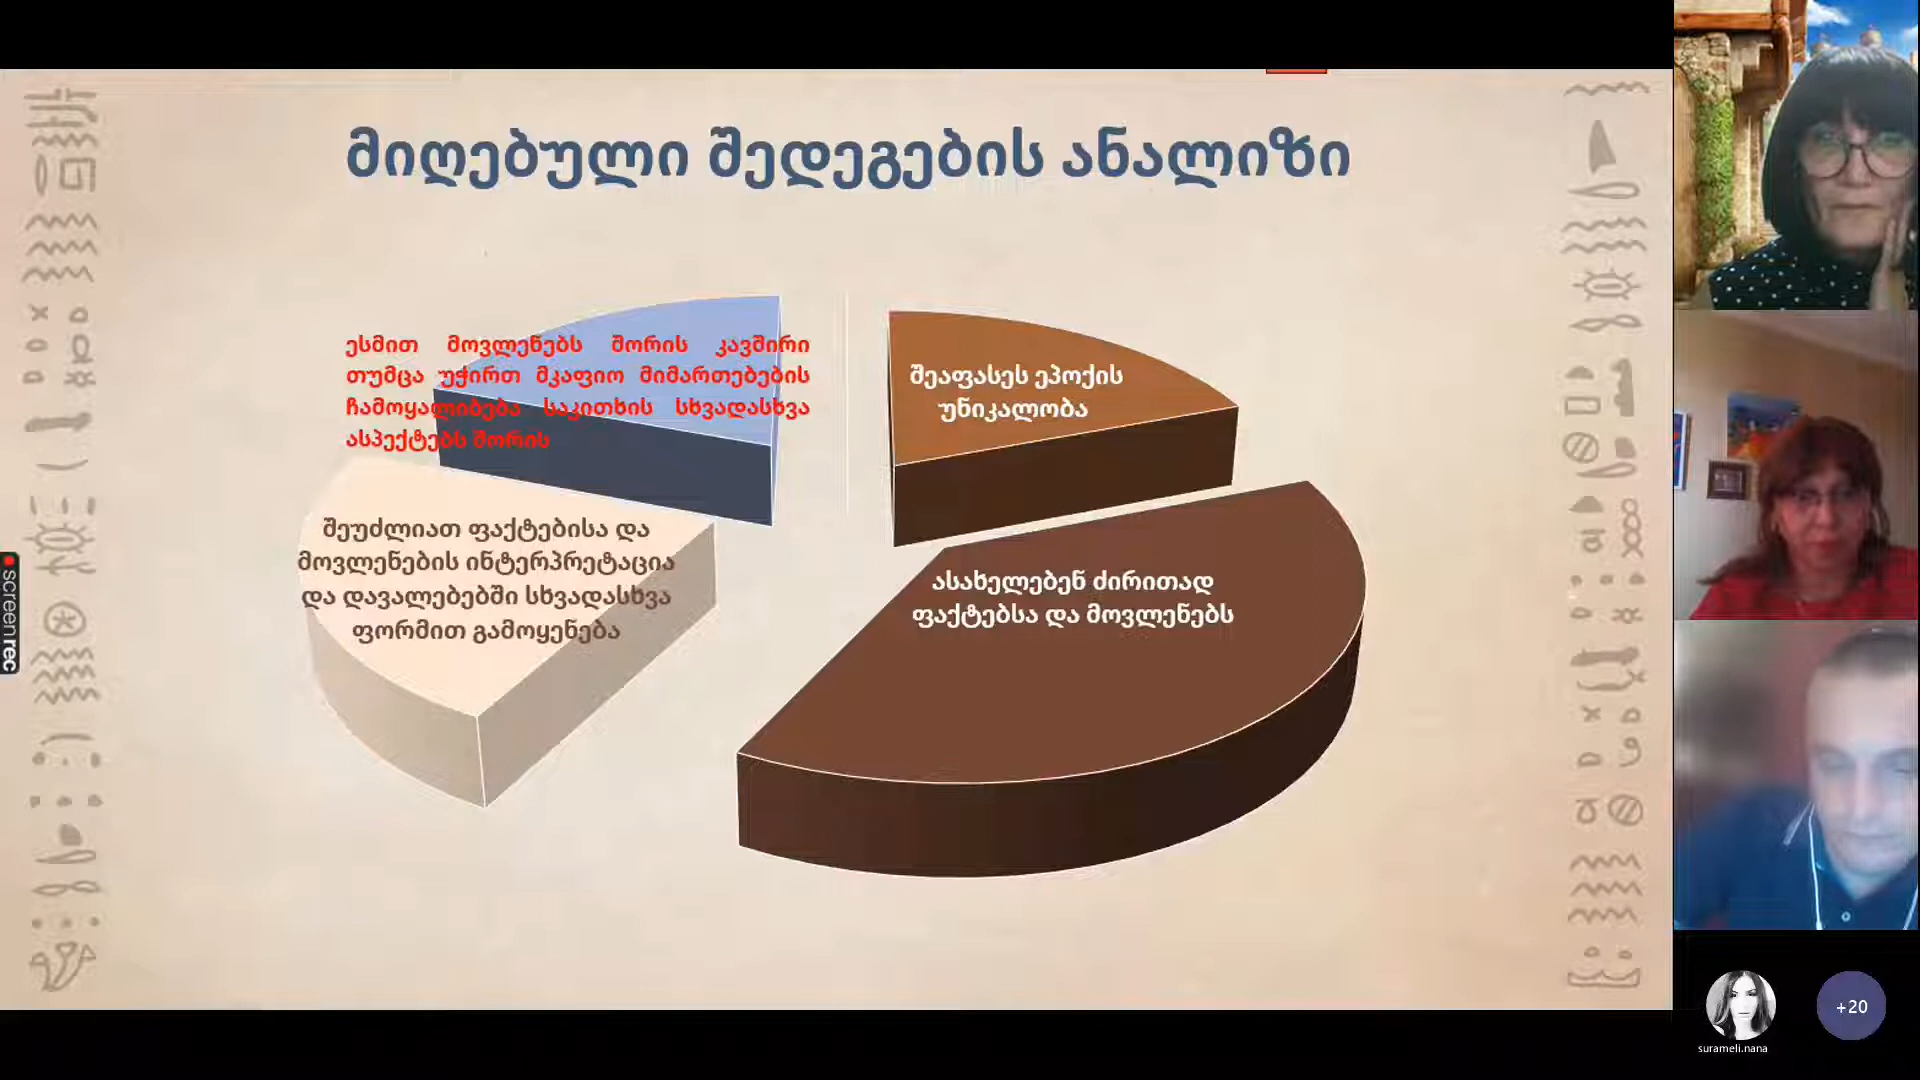 მიღებული შედეგების ანალიზი
ესმით მოვლენებს შორის კავშირი
თუმცა უჭირთ მკაფიო მიმართებების
ჩამოყალიბება საკითხის სხვადასხვა
ასპექტებს შორის
შეაფასეს ეპოქის
უნიკალობა
შეუძლიათ ფაქტებისა და
მოვლენების ინტერპრეტაცია
და დავალებებში სხვადასხვა
ფორმით გამოყენება
ასახელებენ ძირითად
ფაქტებსა და მოვლენებს
screenrec
+20
surameli.nana